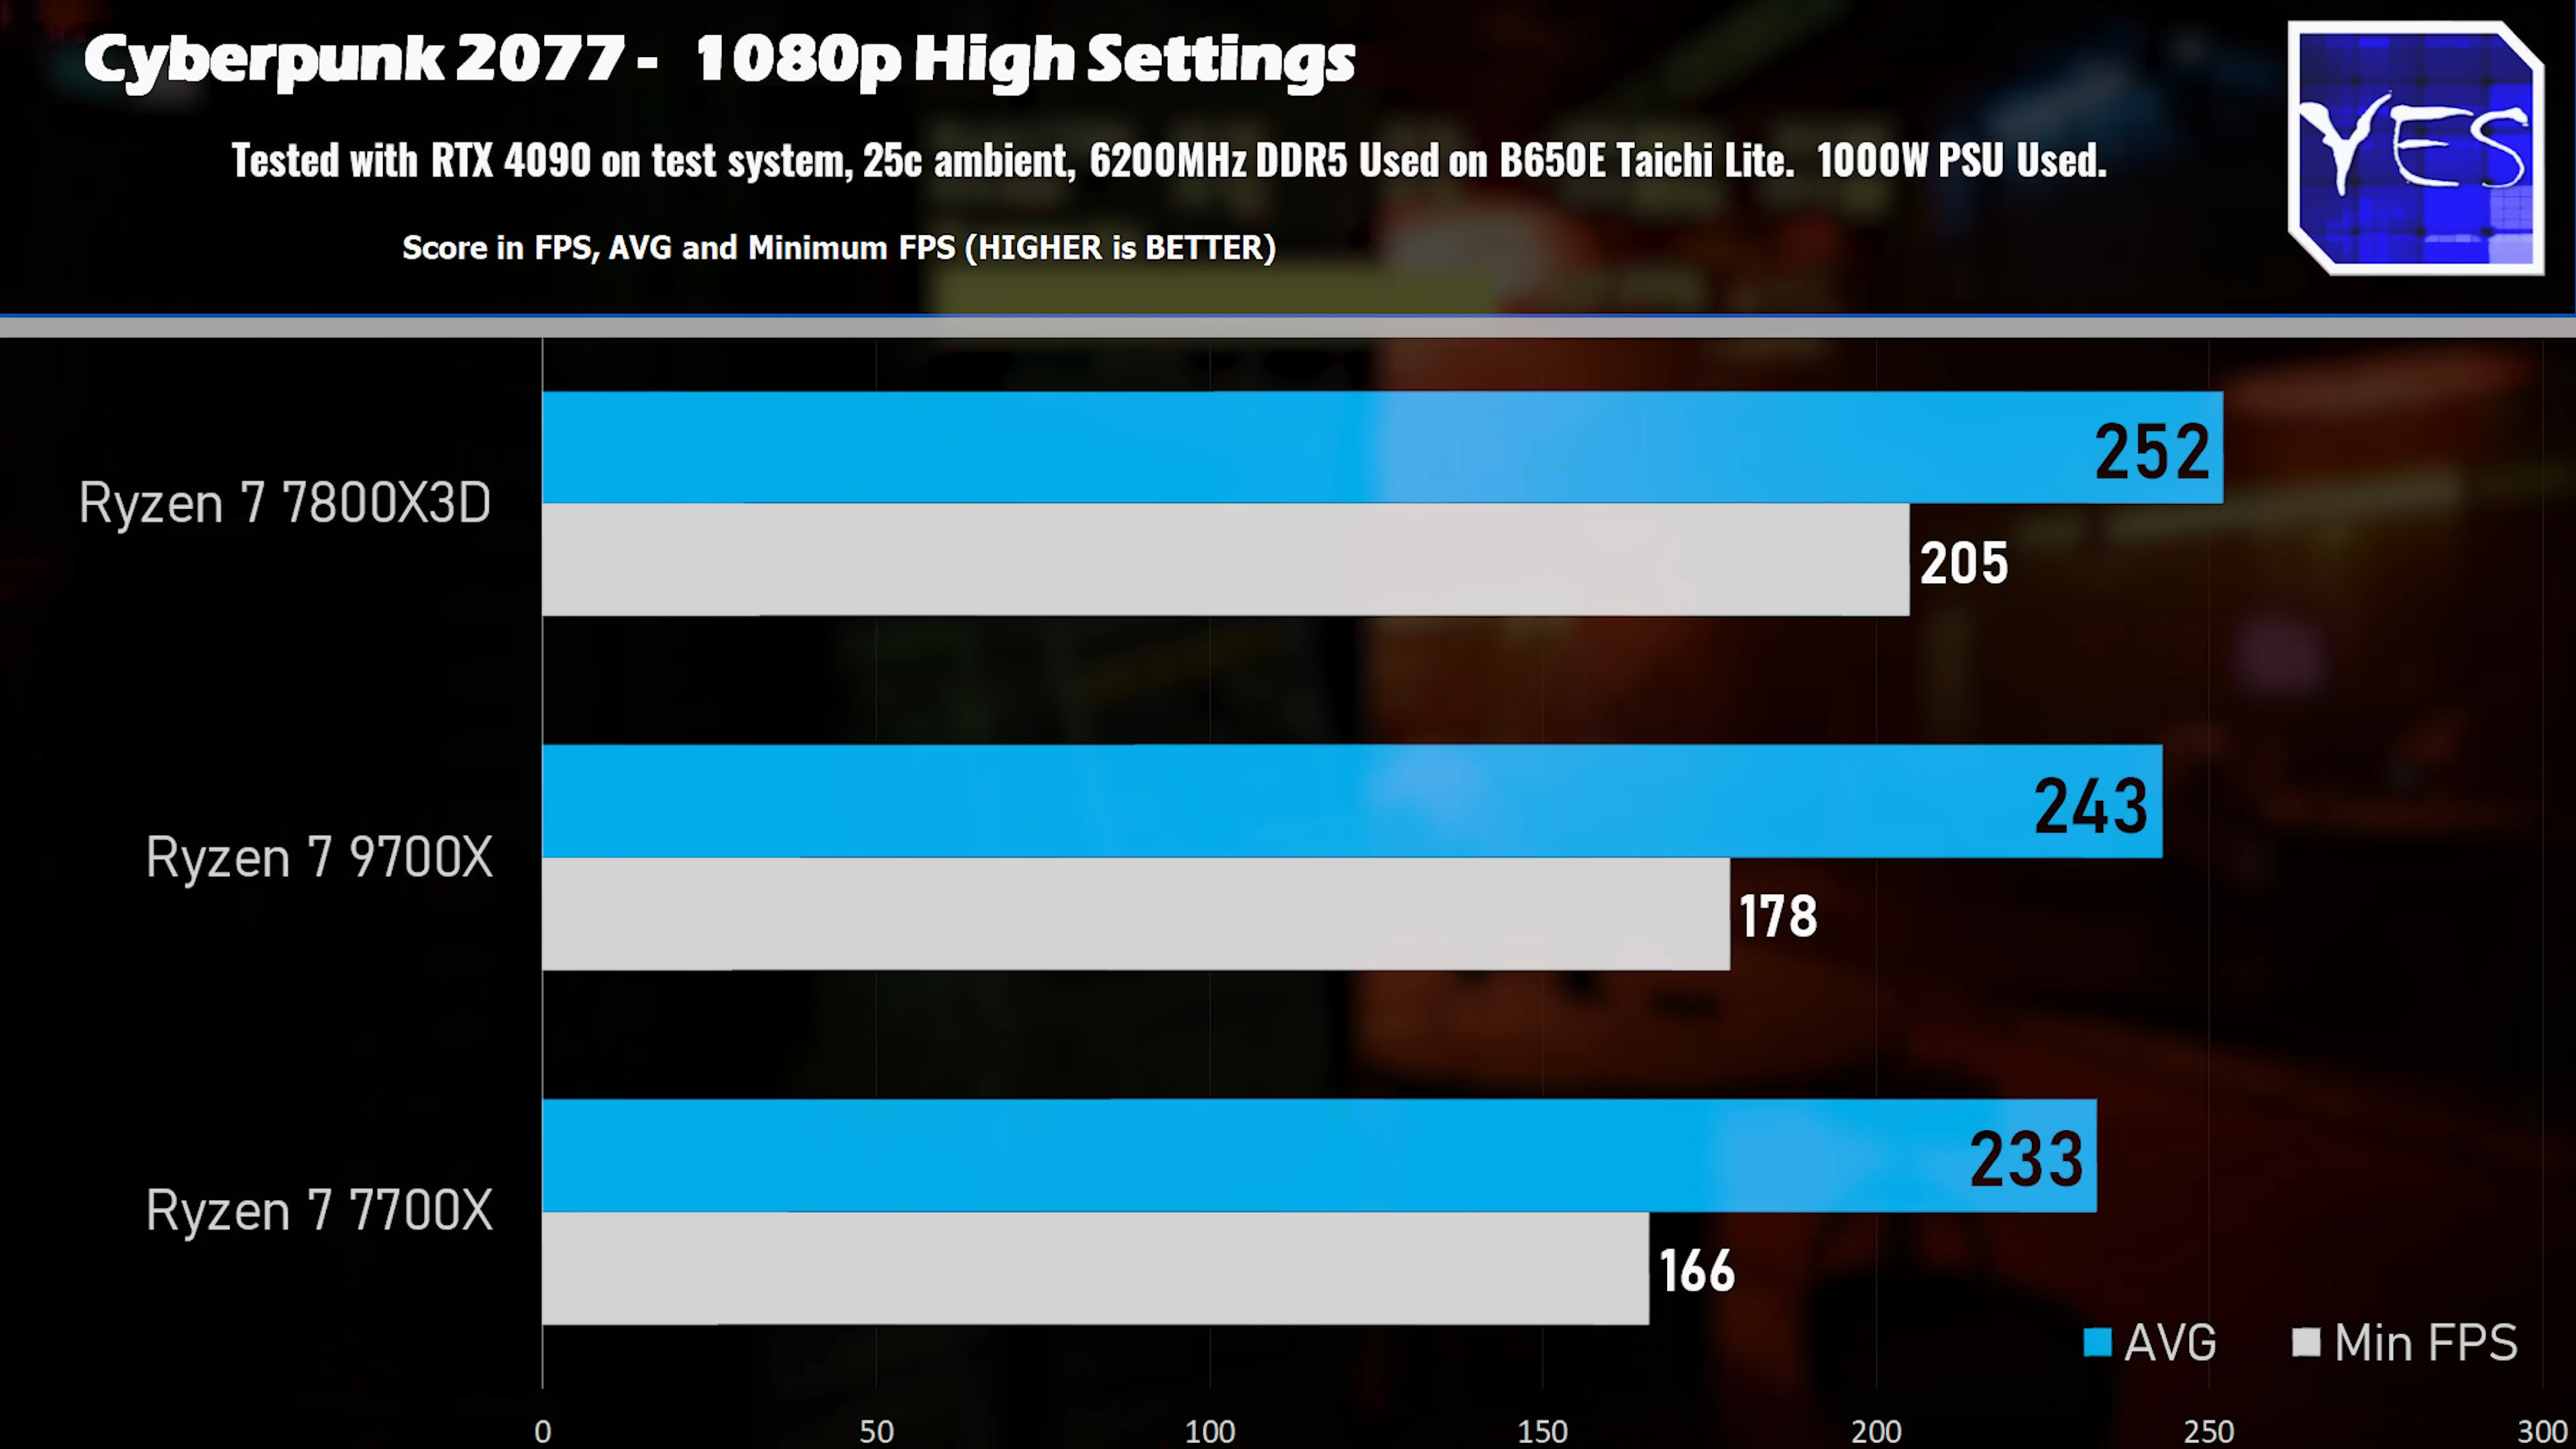 Cyberpunk 2077 - 1080p High Settings
Tested with RTX 4090 on test system, 25c ambient, 6200MHz DDR5 Used on B650E Taichi Lite. 1000W PSU Used.
Score in FPS, AVG and Minimum FPS (HIGHER is BETTER)
YES
252
Ryzen 7 7800X3D
205
243
Ryzen 7 9700X
178
233
Ryzen 7 7700X
166
AVG Min FPS
0 50 100 150 200 250 300